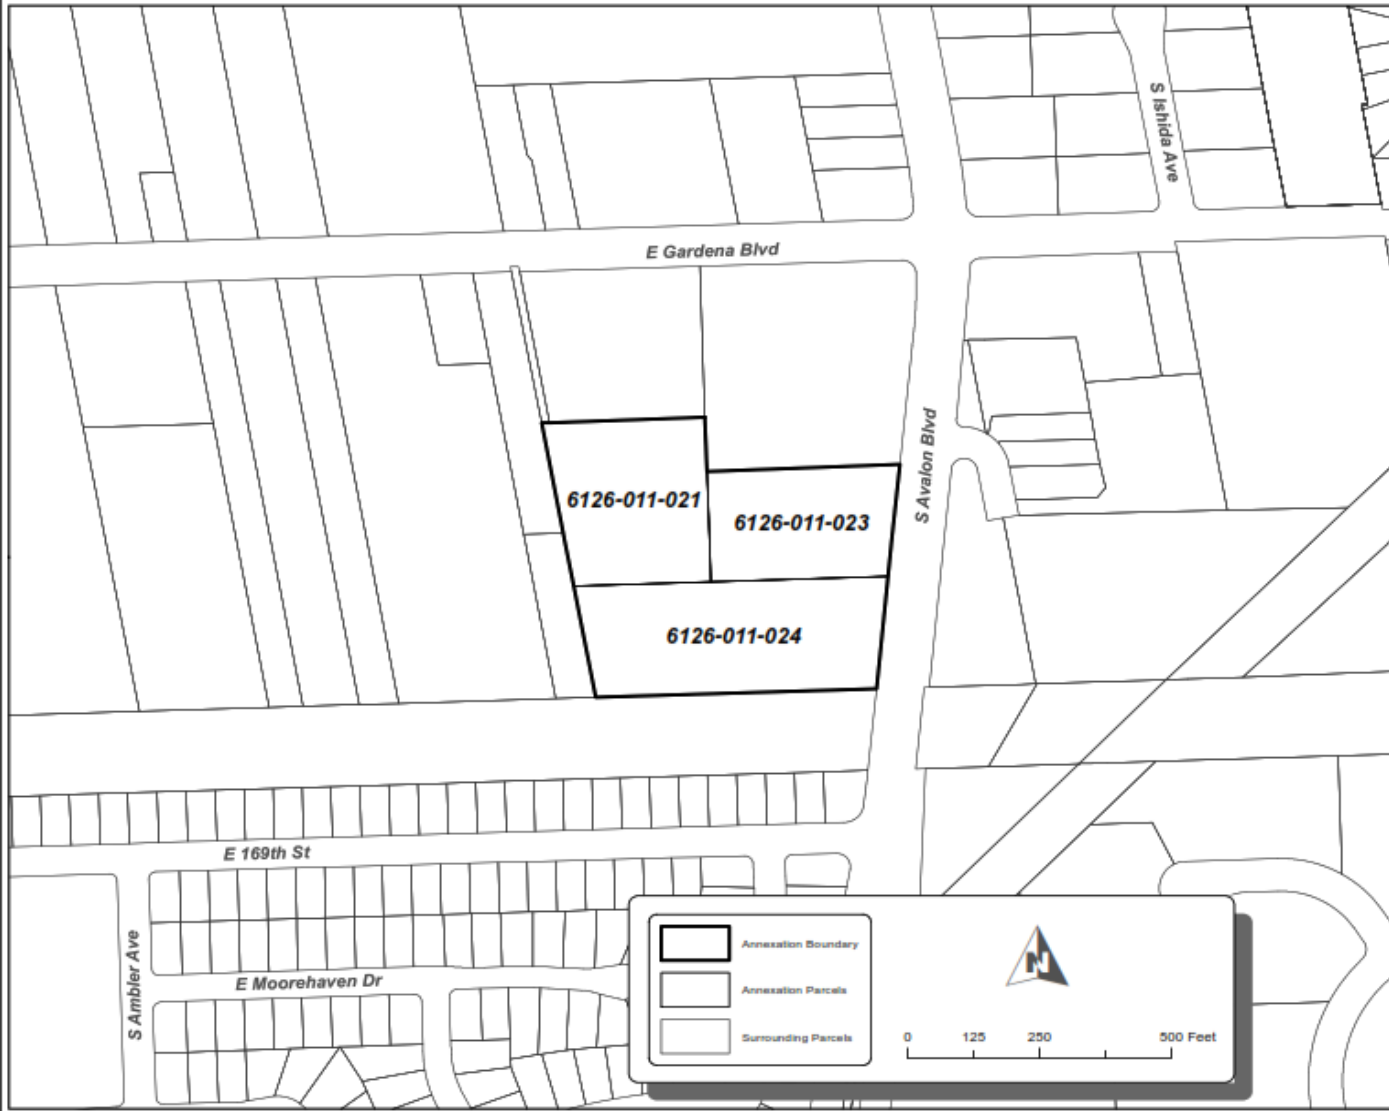 S Ishida Ave
E Gardena Blvd
S Avalon Blvd
6126-011-021
6126-011-023
6126-011-024
E 169th St
S Ambler Ave
E Moorehaven Dr
Annexation Boundary
Annexation Parcels
Surrounding Parcels
N
0 125 250 500 Feet